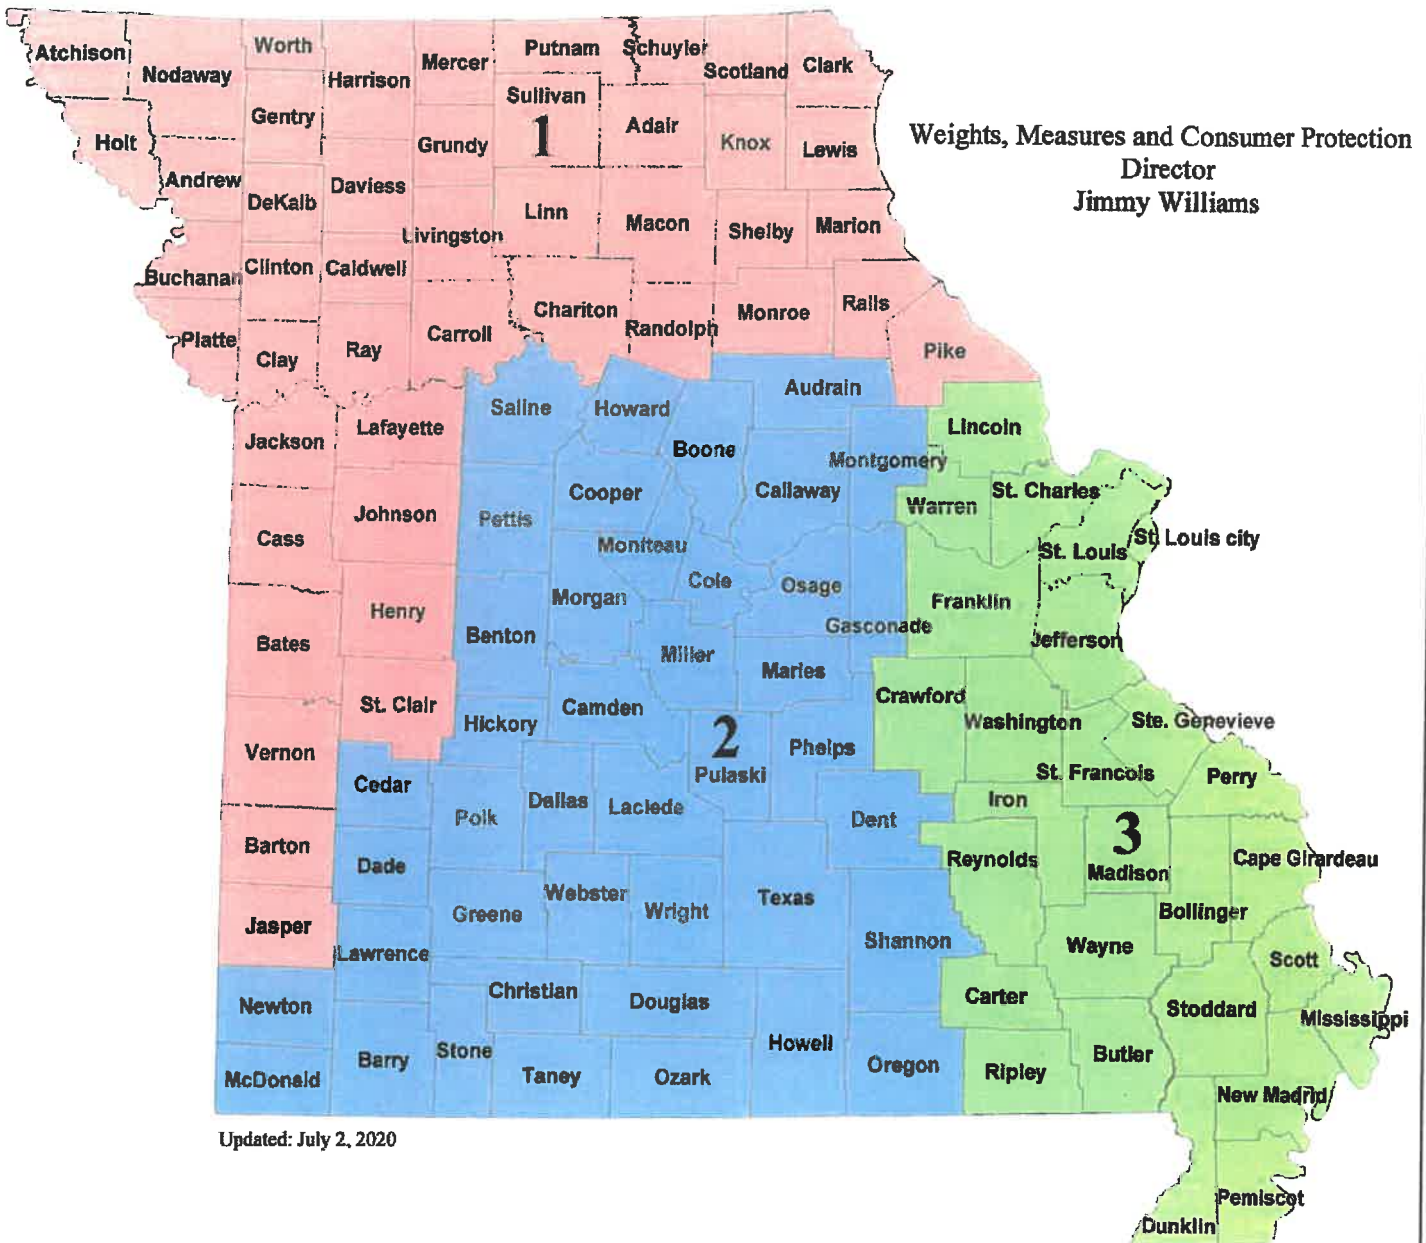 Atchison
Nodaway
Worth
Harrison
Mercer
Putnam
Schuyler
Scotland
Clark
Gentry
Sullivan
1
Adair
Knox
Lewis
Holt
Andrew
DeKalb
Daviess
Grundy
Linn
Macon
Shelby
Marion
Livingston
Buchanan
Clinton
Caldwell
Chariton
Randolph
Monroe
Ralls
Platte
Clay
Ray
Carroll
Pike
Weights, Measures and Consumer Protection
Director
Jimmy Williams
Jackson
Lafayette
Saline
Howard
Audrain
Boone
Lincoln
Montgomery
Cass
Johnson
Pettis
Cooper
Callaway
Warren
St. Charles
Moniteau
St. Louis
St. Louis city
Bates
Henry
Benton
Morgan
Cole
Osage
Gasconade
Franklin
Jefferson
Miller
Maries
St. Clair
Hickory
Camden
Crawford
Washington
Ste. Genevieve
Vernon
Cedar
2
Pulaski
Phelps
St. Francois
Perry
Polk
Dallas
Laclede
Dent
Iron
3
Madison
Barton
Dade
Reynolds
Cape Girardeau
Jasper
Greene
Webster
Wright
Texas
Bollinger
Lawrence
Shannon
Wayne
Scott
Newton
Christian
Douglas
Carter
Stoddard
Mississippi
McDonald
Barry
Stone
Taney
Ozark
Howell
Oregon
Ripley
Butler
New Madrid
Updated: July 2, 2020
Pemiscot
Dunklin